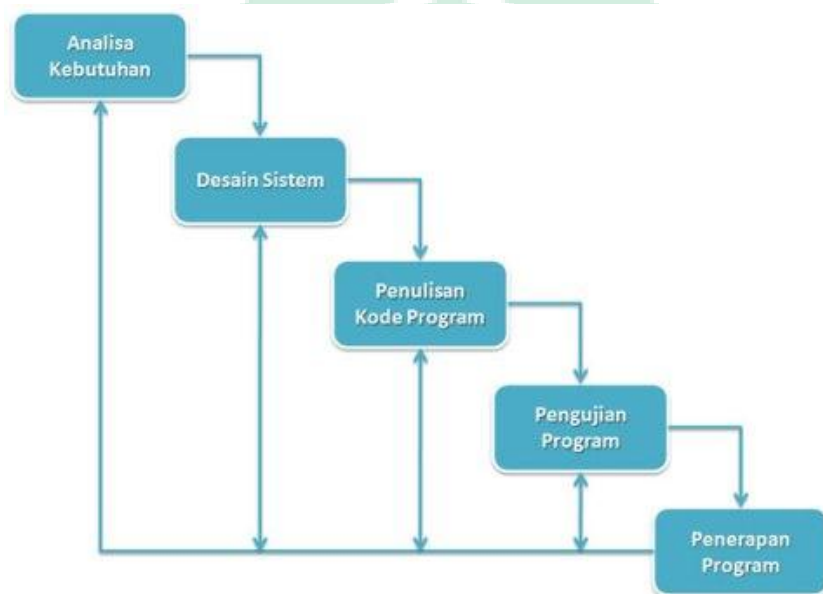 Analisa
Kebutuhan
Desain Sistem
Penulisan
Kode Program
Pengujian
Program
Penerapan
Program